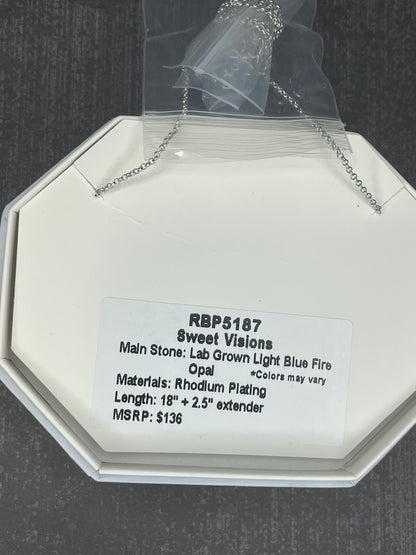 RBP5187
Sweet Visions
Main Stone: Lab Grown Light Blue Fire
Opal *Colors may vary
Materials: Rhodium Plating
Length: 18" + 2.5" extender
MSRP: $136